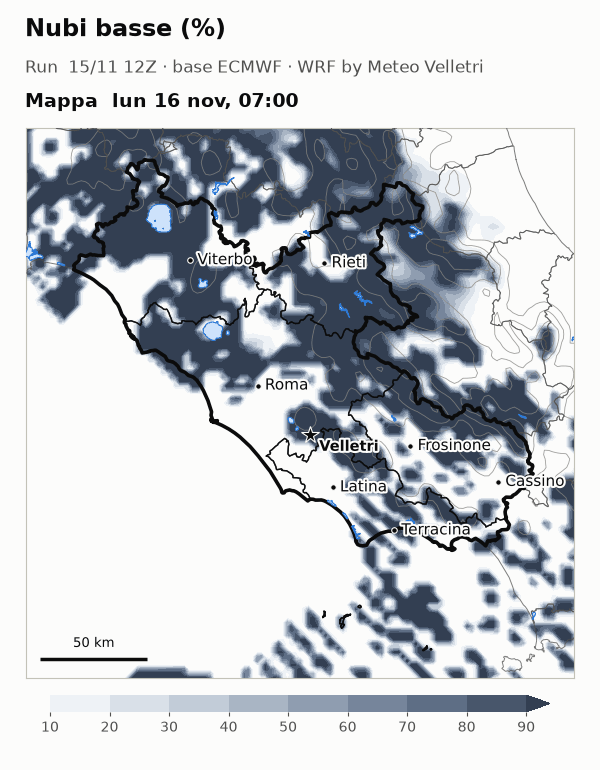 Nubi basse (%)
Run 15/11 12Z · base ECMWF · WRF by Meteo Velletri
Mappa lun 16 nov, 07:00
Viterbo
Rieti
Roma
Velletri
Frosinone
Cassino
Latina
Terracina
50 km
10 20 30 40 50 60 70 80 90